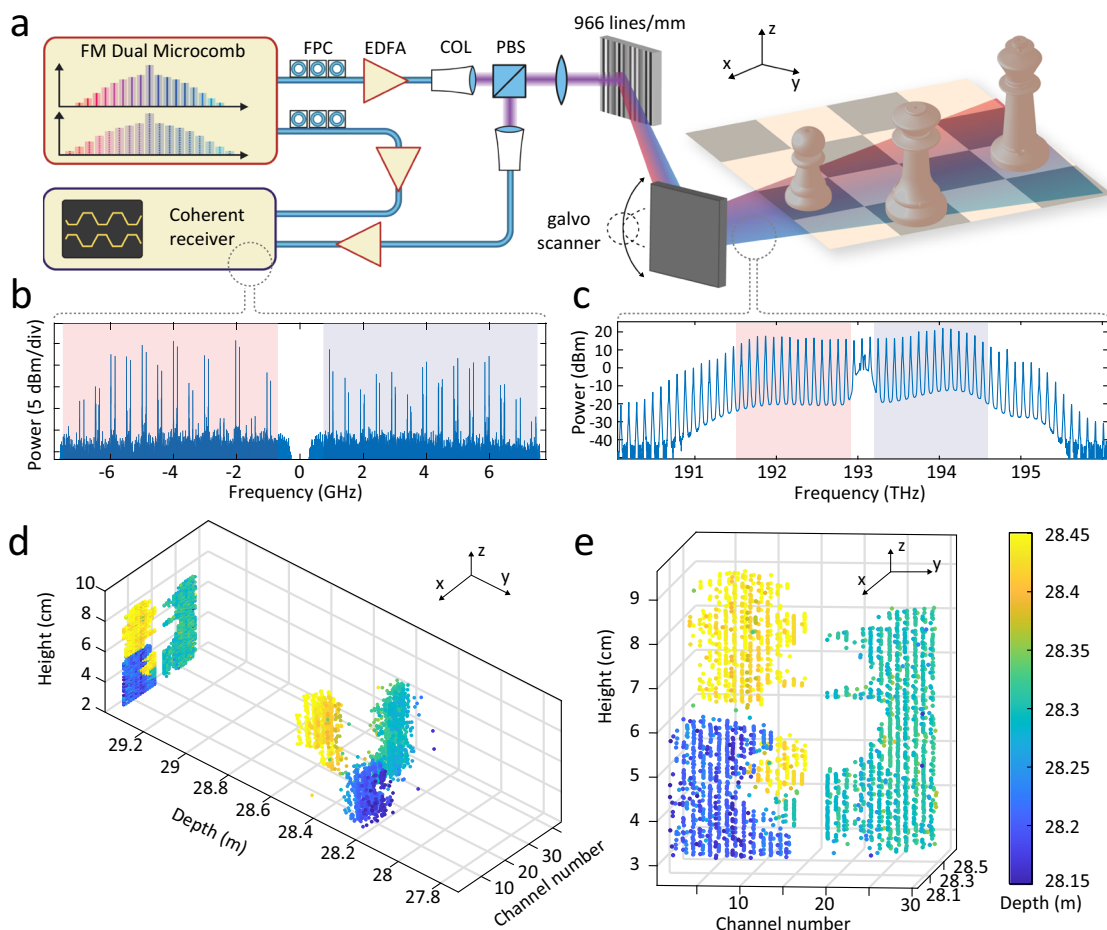 a
FM Dual Microcomb
FPC
EDFA
COL
PBS
966 lines/mm
z
x
y
Coherent
receiver
galvo
scanner
b
Power (5 dBm/div)
-6
-4
-2
0
2
4
6
Frequency (GHz)
c
Power (dBm)
20
10
0
-10
-20
-30
-40
191
192
193
194
195
Frequency (THz)
d
z
x
y
Height (cm)
10
8
6
4
2
29.2
29
28.8
28.6
28.4
28.2
28
27.8
Depth (m)
10
20
30
Channel number
e
z
x
y
Height (cm)
9
8
7
6
5
4
3
10
20
30
Channel number
28.5
28.3
28.1
Depth (m)
28.45
28.4
28.35
28.3
28.25
28.2
28.15